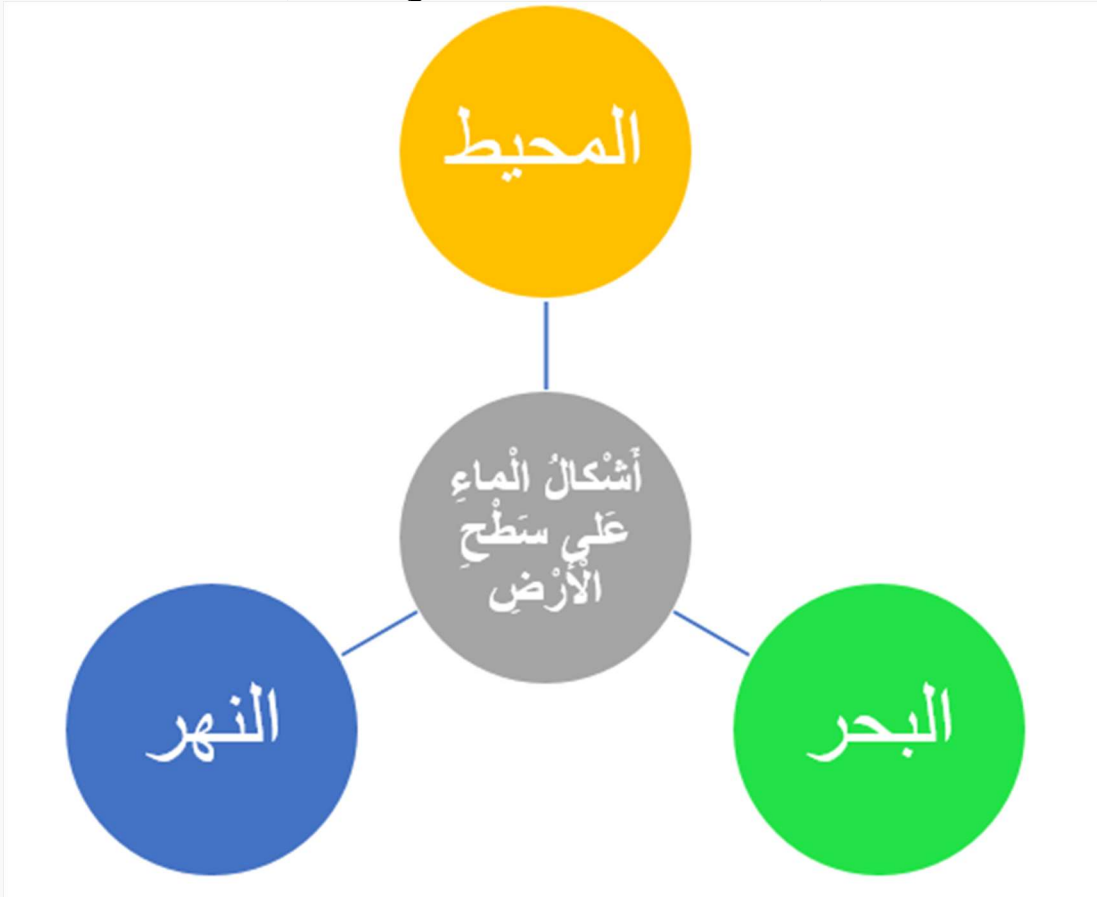 المحيط
أَشْكالُ الْماءِ
عَلي سَطْحِ
الْأَرْضِ
البحر
النهر